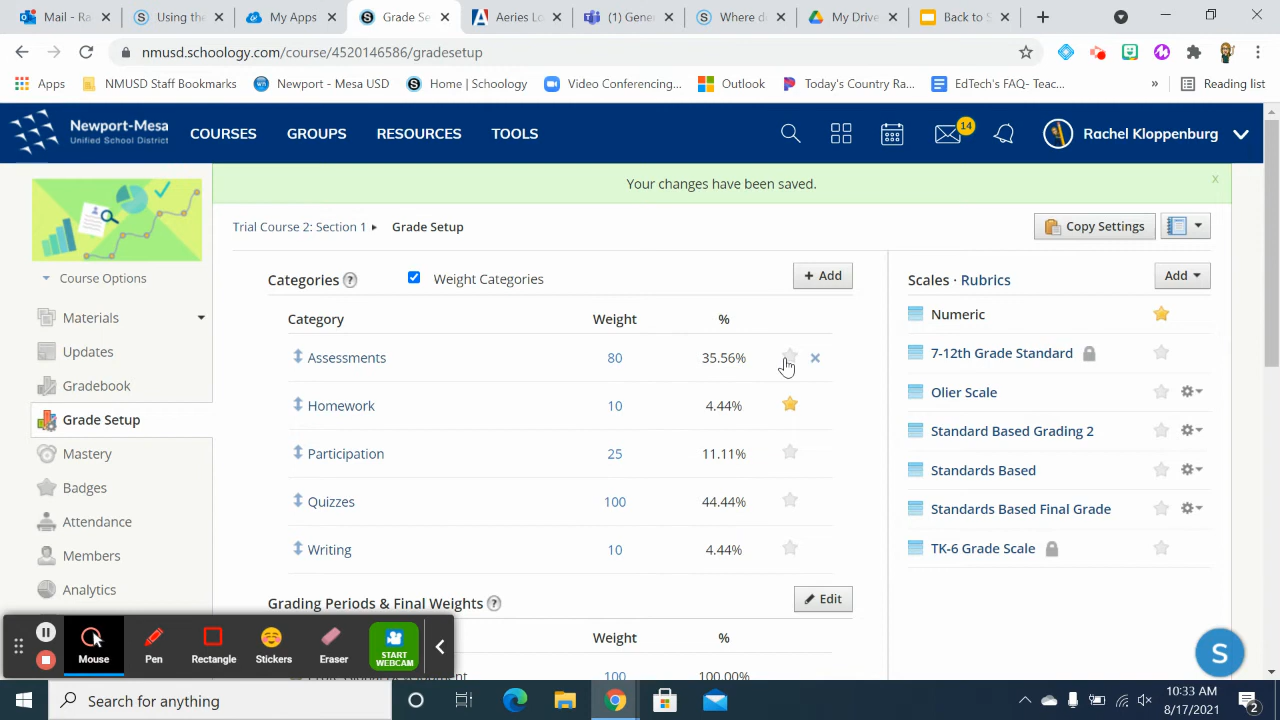 Mail - Ra
Using the
My Apps
Grade Se
Aeries Lo
(1) Gener
Where di
My Drive
Back to S
nmusd.schoology.com/course/4520146586/gradesetup
Apps
NMUSD Staff Bookmarks
Newport - Mesa USD
Home | Schoology
Video Conferencing...
Outlook
Today's Country Ra...
EdTech's FAQ- Teac...
»
Reading list
Newport-Mesa
Unified School District
COURSES
GROUPS
RESOURCES
TOOLS
14
Rachel Kloppenburg
Your changes have been saved.
x
Trial Course 2: Section 1
Grade Setup
Copy Settings
Course Options
Materials
Updates
Gradebook
Grade Setup
Mastery
Badges
Attendance
Members
Analytics
Categories ?
Weight Categories
+ Add
Category Weight %
Assessments 80 35.56%
Homework 10 4.44%
Participation 25 11.11%
Quizzes 100 44.44%
Writing 10 4.44%
Grading Periods & Final Weights ?
Edit
Weight %
100 100.00%
Scales · Rubrics
Add
Numeric
7-12th Grade Standard
Olier Scale
Standard Based Grading 2
Standards Based
Standards Based Final Grade
TK-6 Grade Scale
Mouse
Pen
Rectangle
Stickers
Eraser
START
WEBCAM
S
Search for anything
10:33 AM
8/17/2021
2